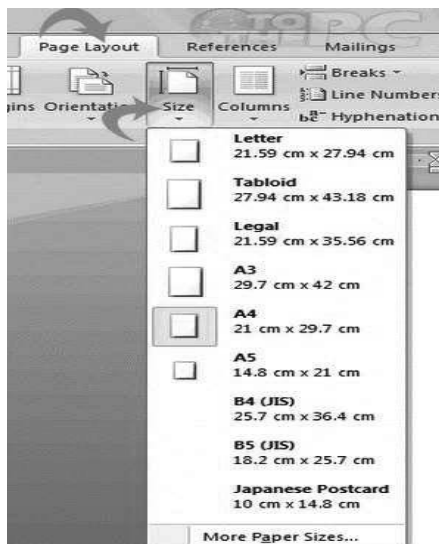 Page Layout References Mailings
Breaks
Line Number
gins Orientatio Size Columns
Hyphenation
Letter
21.59 cm x 27.94 cm
Tabloid
27.94 cm x 43.18 cm
Legal
21.59 cm x 35.56 cm
A3
29.7 cm x 42 cm
A4
21 cm x 29.7 cm
A5
14.8 cm x 21 cm
B4 (JIS)
25.7 cm x 36.4 cm
B5 (JIS)
18.2 cm x 25.7 cm
Japanese Postcard
10 cm x 14.8 cm
More Paper Sizes...